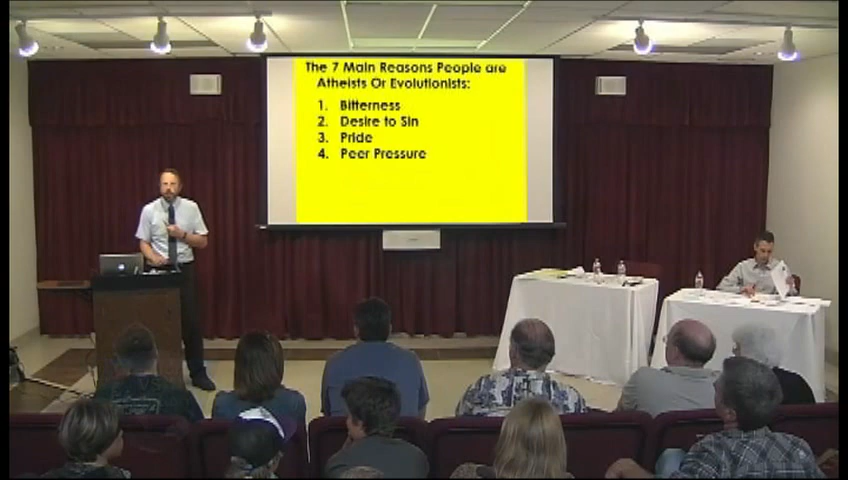 The 7 Main Reasons People are
Atheists Or Evolutionists:
1. Bitterness
2. Desire to Sin
3. Pride
4. Peer Pressure